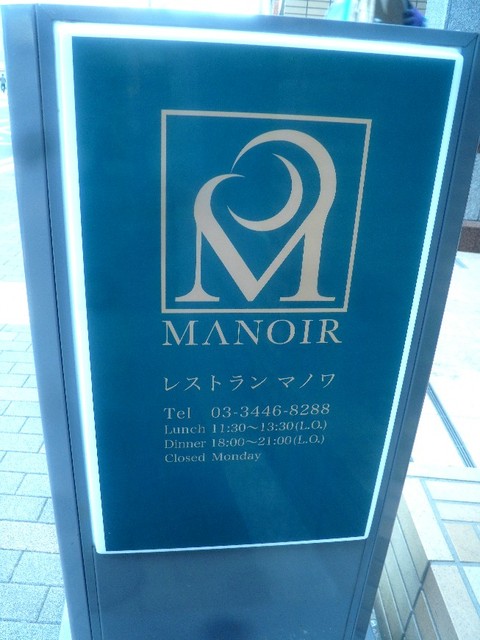 M
MANOIR
レストラン マノワ
Tel 03-3446-8288
Lunch 11:30～13:30(L.O.)
Dinner 18:00～21:00(L.O.)
Closed Monday